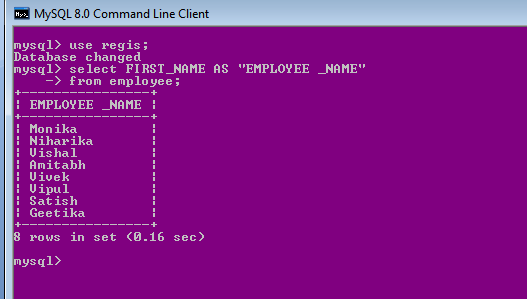 MySQL 8.0 Command Line Client
mysql> use regis;
Database changed
mysql> select FIRST_NAME AS "EMPLOYEE _NAME"
-> from employee;
+----------------+
| EMPLOYEE _NAME |
+----------------+
| Monika |
| Niharika |
| Vishal |
| Amitabh |
| Vivek |
| Vipul |
| Satish |
| Geetika |
+----------------+
8 rows in set (0.16 sec)
mysql>